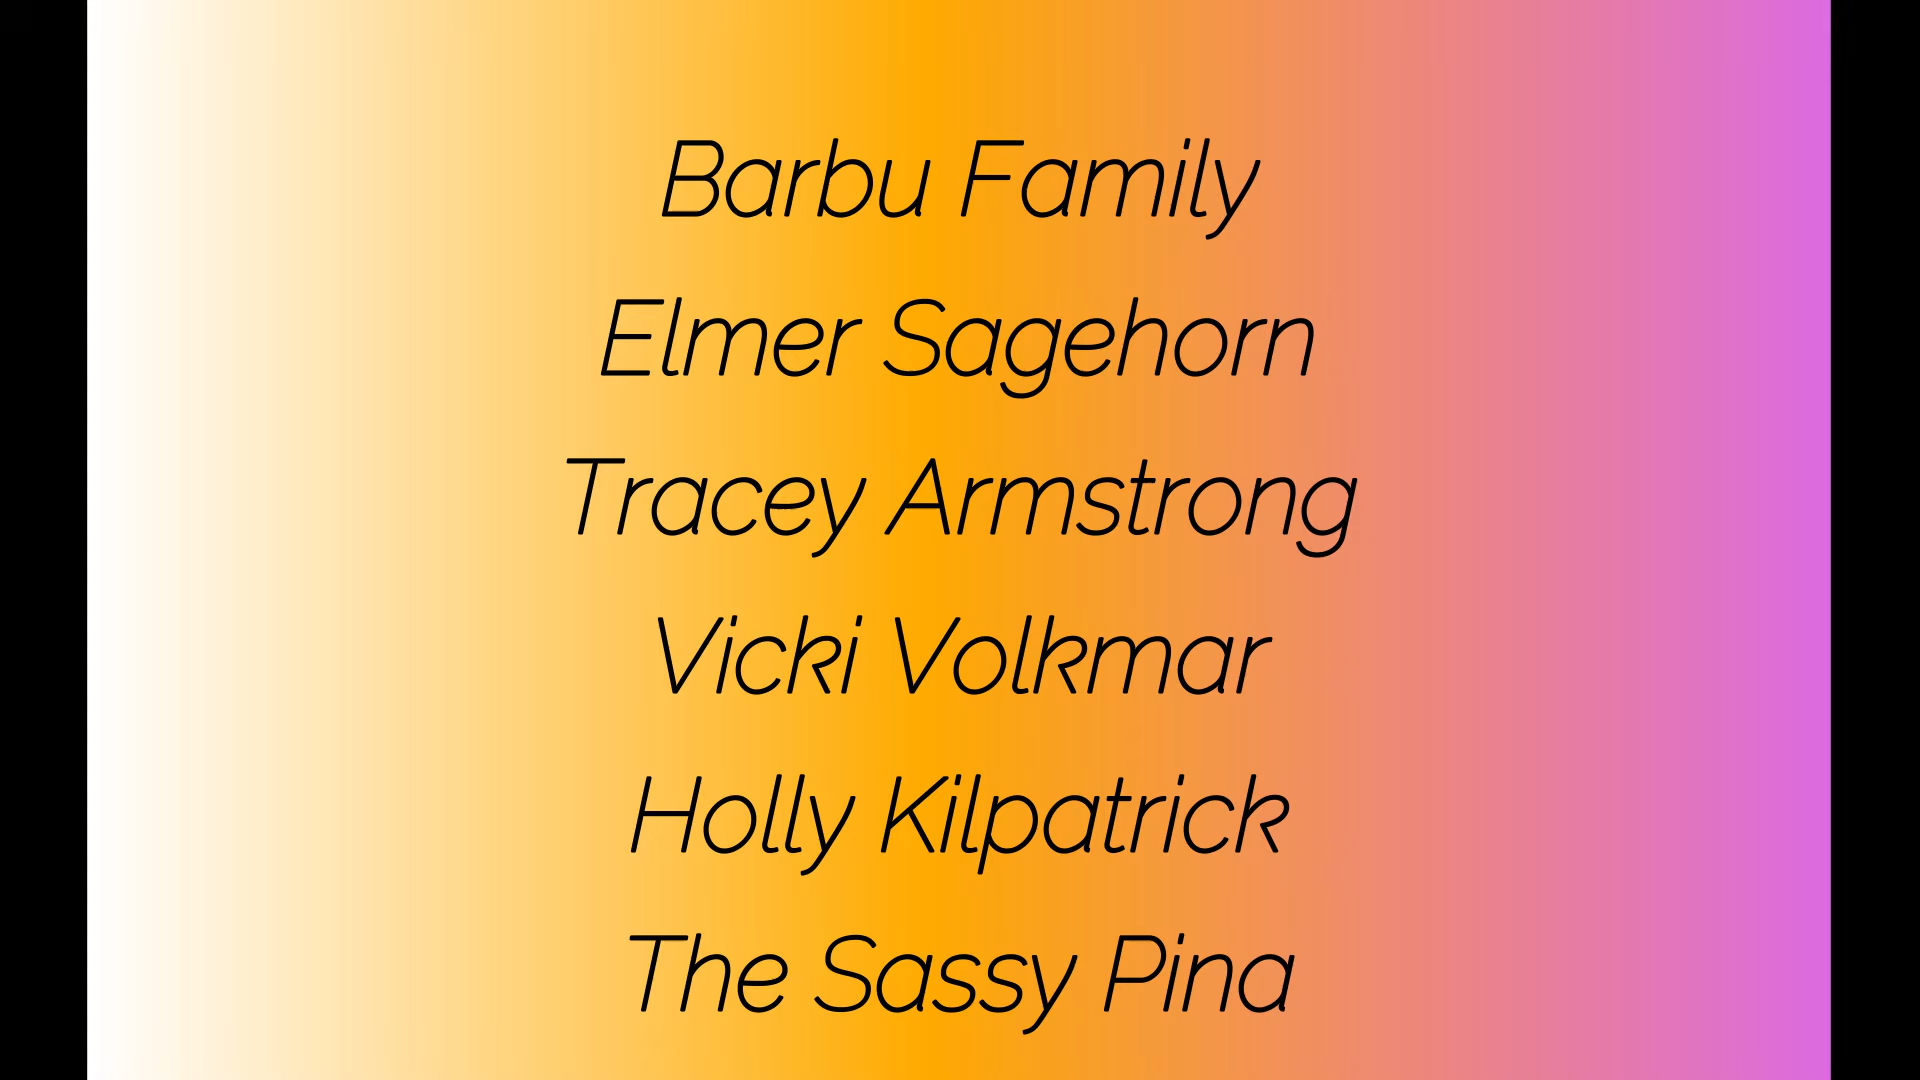 Barbu Family
Elmer Sagehorn
Tracey Armstrong
Vicki Volkmar
Holly Kilpatrick
The Sassy Pina